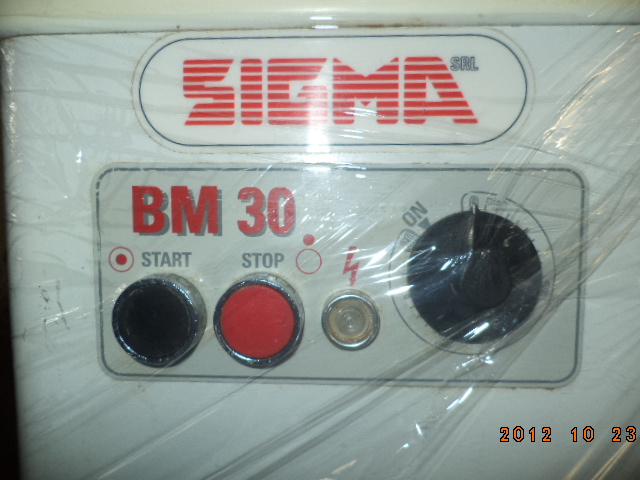 SIGMA SRL
BM 30
START STOP ON
2012 10 23